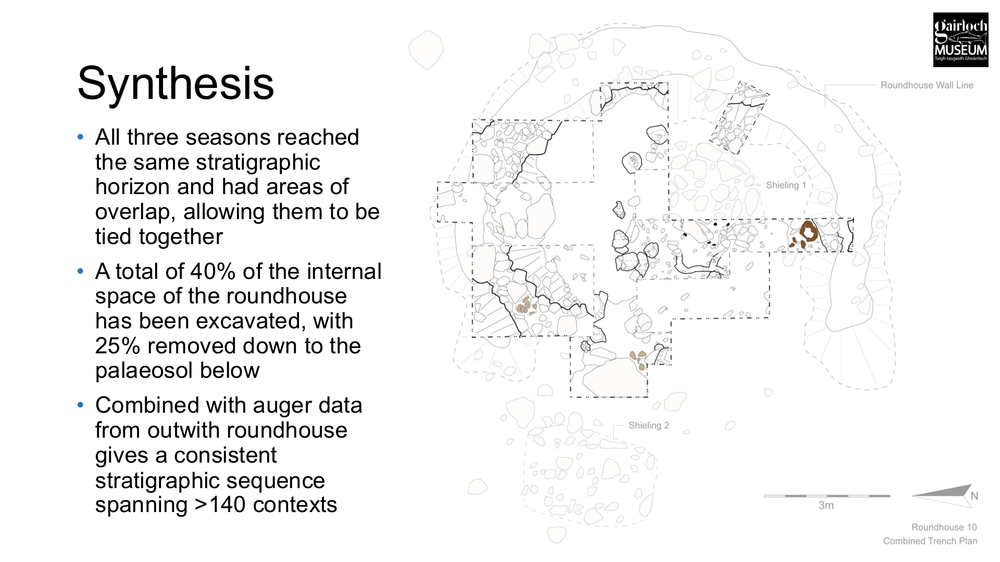 Synthesis
• All three seasons reached
the same stratigraphic
horizon and had areas of
overlap, allowing them to be
tied together
• A total of 40% of the internal
space of the roundhouse
has been excavated, with
25% removed down to the
palaeosol below
• Combined with auger data
from outwith roundhouse
gives a consistent
stratigraphic sequence
spanning >140 contexts
gairloch
MUSEUM
Taigh-tasgaidh Gheàrrloch
Roundhouse Wall Line
Shieling 1
Shieling 2
3m
N
Roundhouse 10
Combined Trench Plan